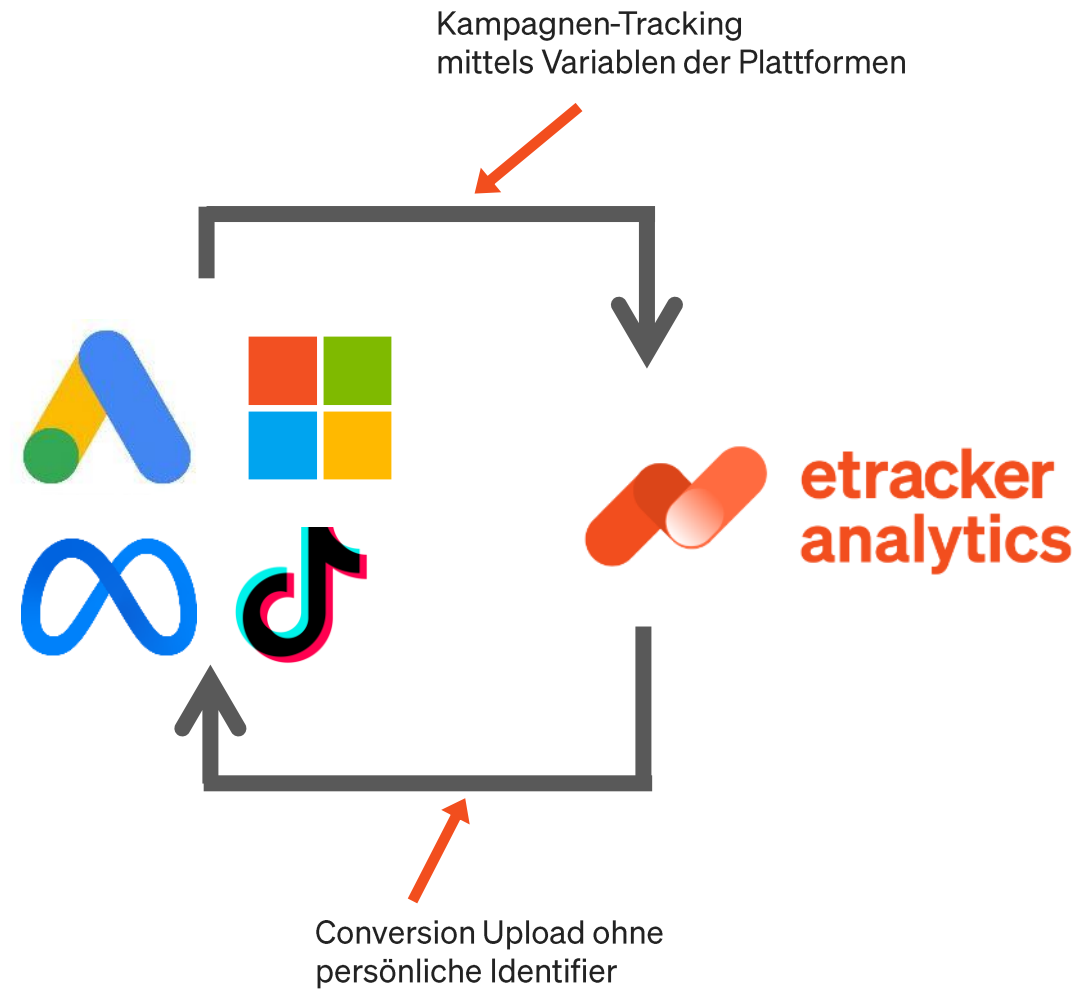 Kampagnen-Tracking
mittels Variablen der Plattformen
etracker
analytics
Conversion Upload ohne
persönliche Identifier